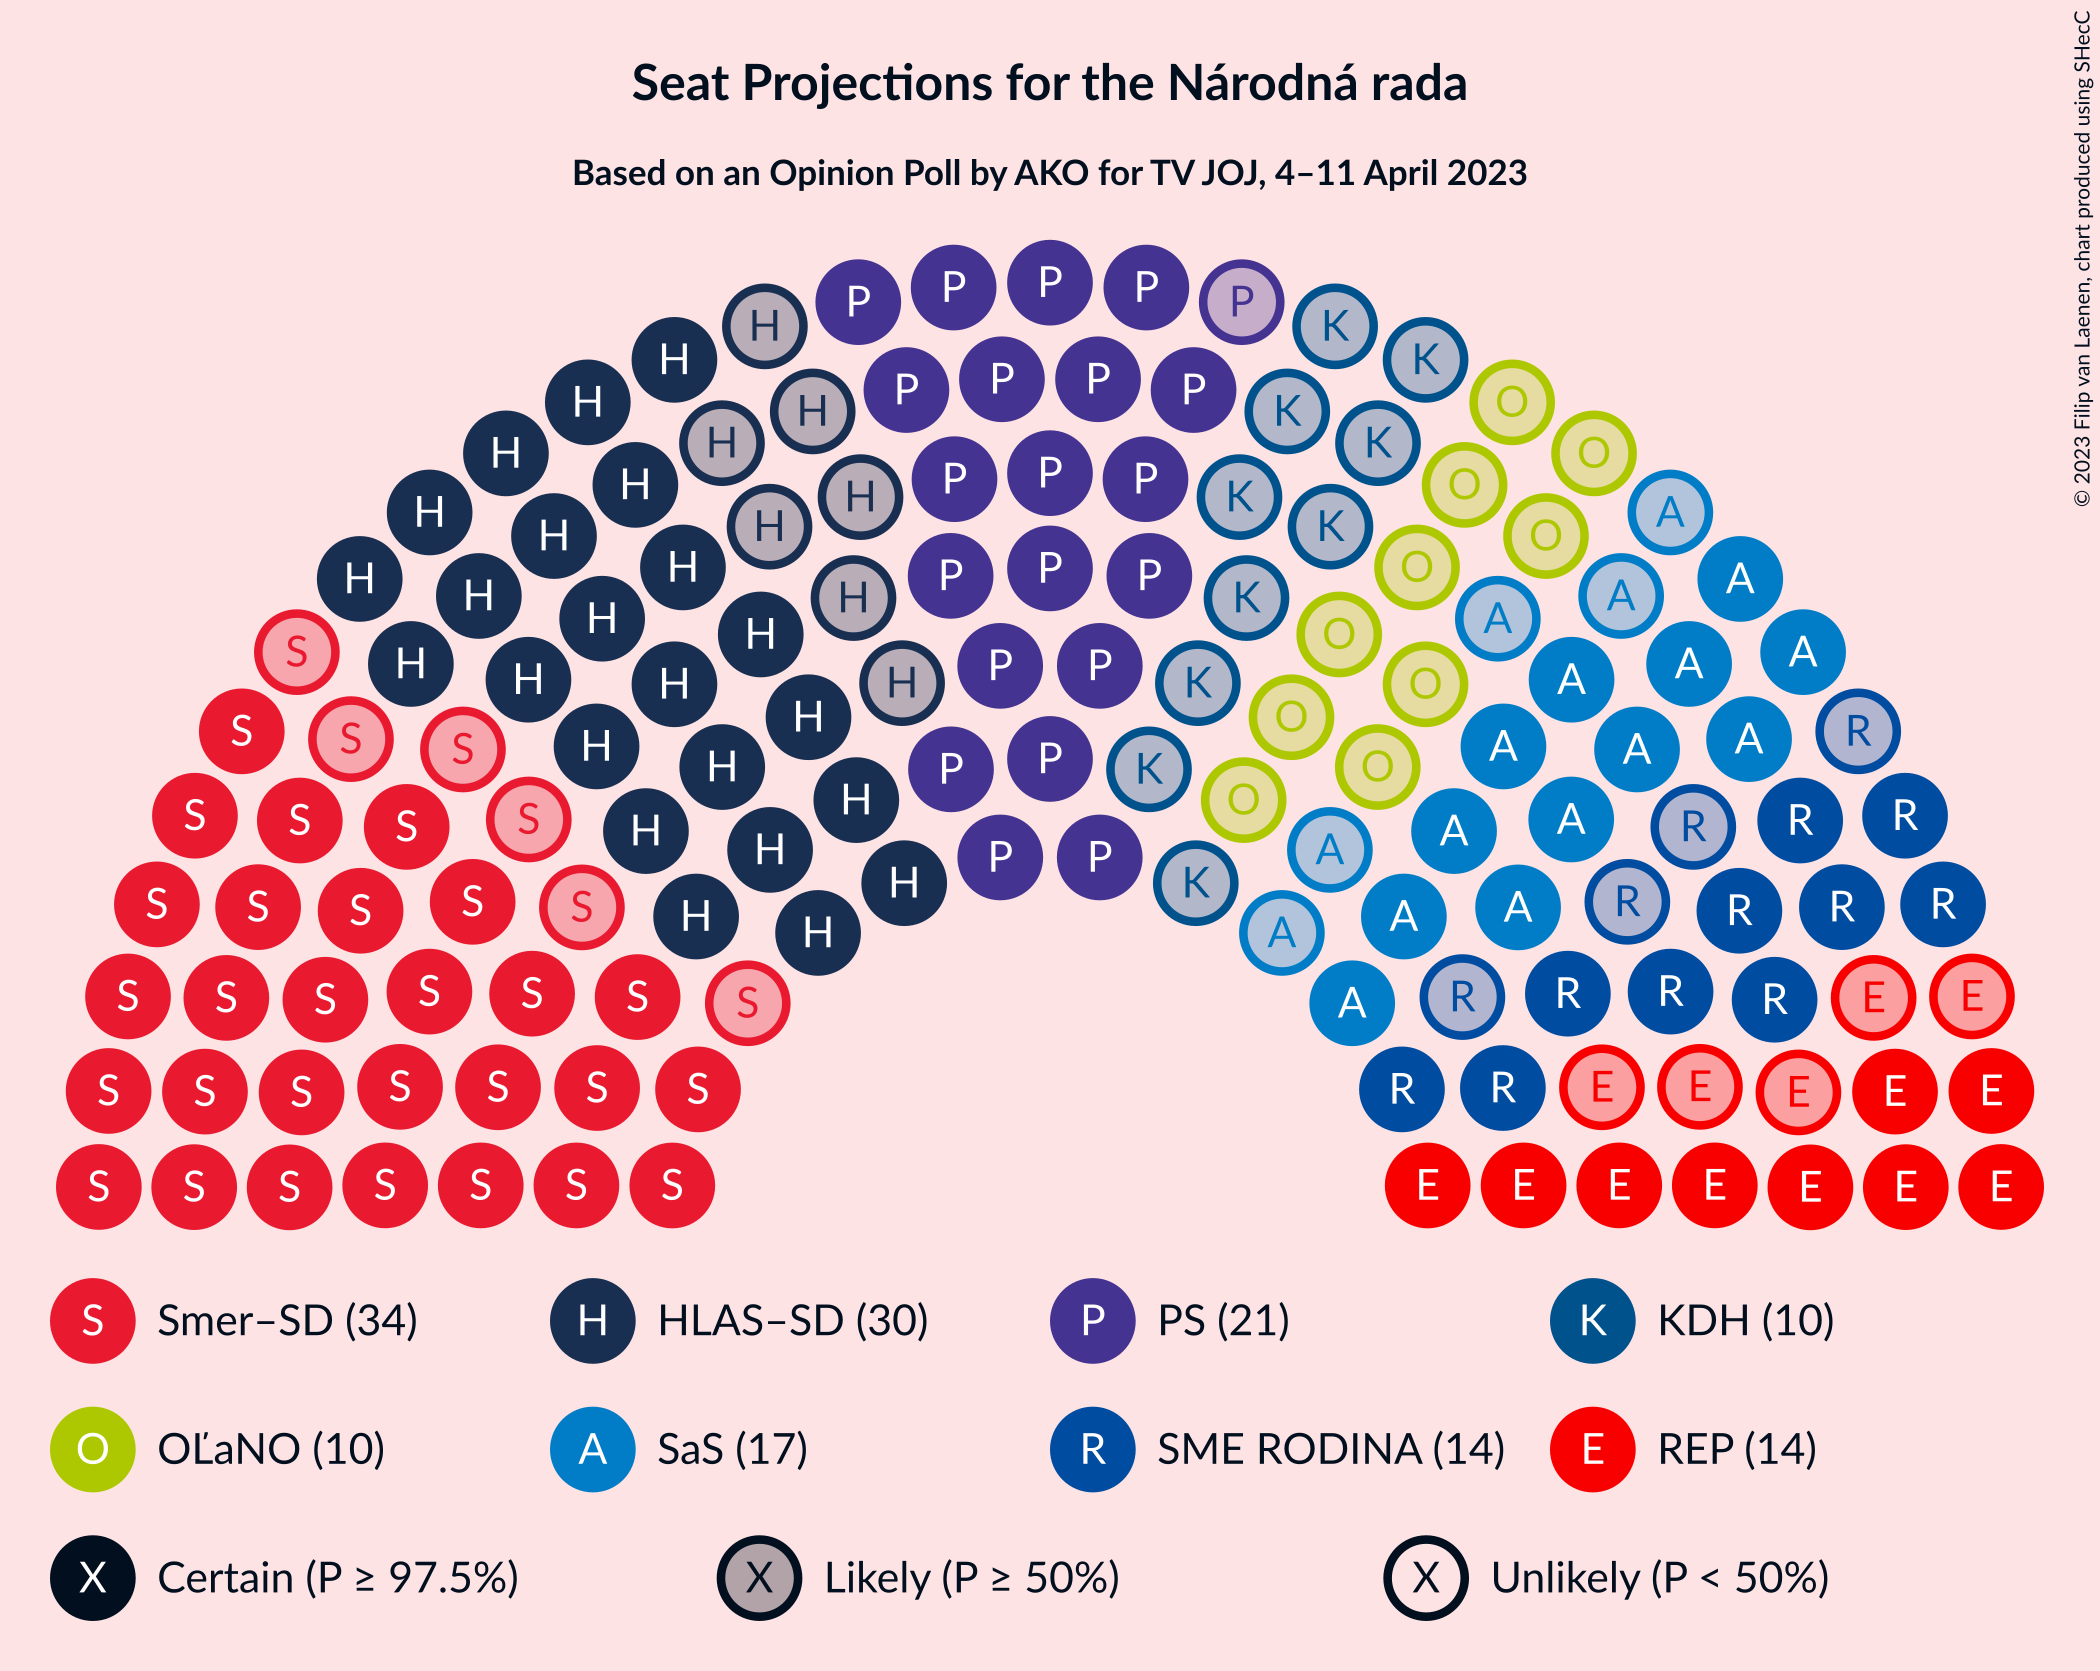 Seat Projections for the Národná rada
Based on an Opinion Poll by AKO for TV JOJ, 4–11 April 2023
© 2023 Filip van Laenen, chart produced using SHecC
P P P P P
H H K K
H P P P P K K O
H H H K O O
H H H P P P K K O O A
H H H H P P P K O O A A
S H H H H H P P K O O A A A
S S S H H H P P K O O A A A A R
S S S S H H H P P K O A A A R R R
S S S S S H H H K A A A R R R R
S S S S S S S A R R R R E E
S S S S S S S R R E E E E E
S S S S S S S E E E E E E E
S Smer–SD (34) H HLAS–SD (30) P PS (21) K KDH (10)
O OĽaNO (10) A SaS (17) R SME RODINA (14) E REP (14)
X Certain (P ≥ 97.5%) X Likely (P ≥ 50%) X Unlikely (P < 50%)